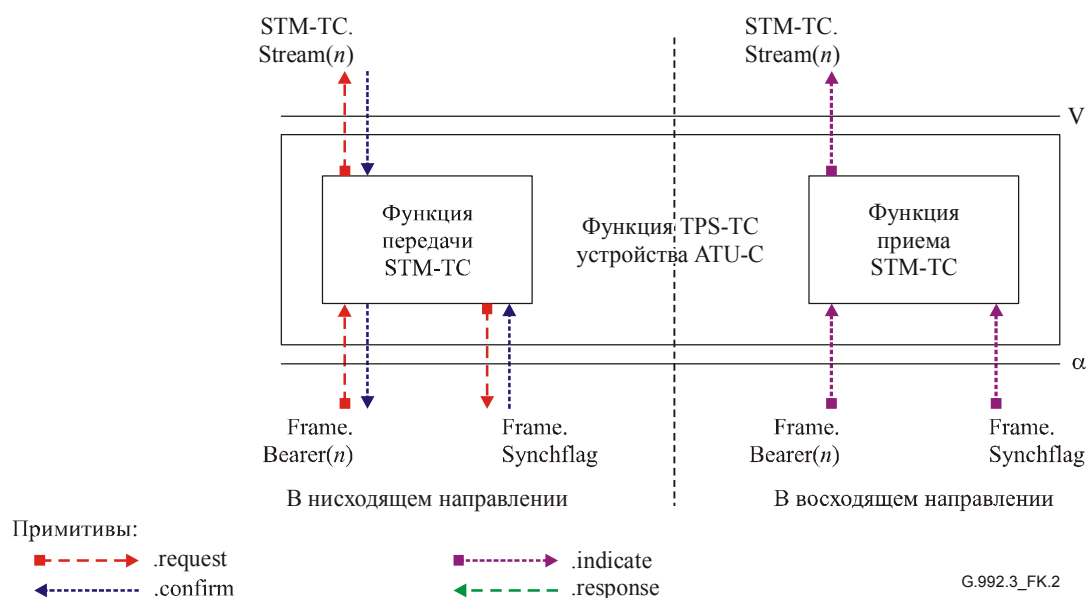 STM-TC.
Stream(n)
STM-TC.
Stream(n)
V
Функция
передачи
STM-TC
Функция TPS-TC
устройства ATU-C
Функция
приема
STM-TC
α
Frame.
Bearer(n)
Frame.
Synchflag
Frame.
Bearer(n)
Frame.
Synchflag
В нисходящем направлении
В восходящем направлении
Примитивы:
.request
.indicate
.confirm
.response
G.992.3_FK.2